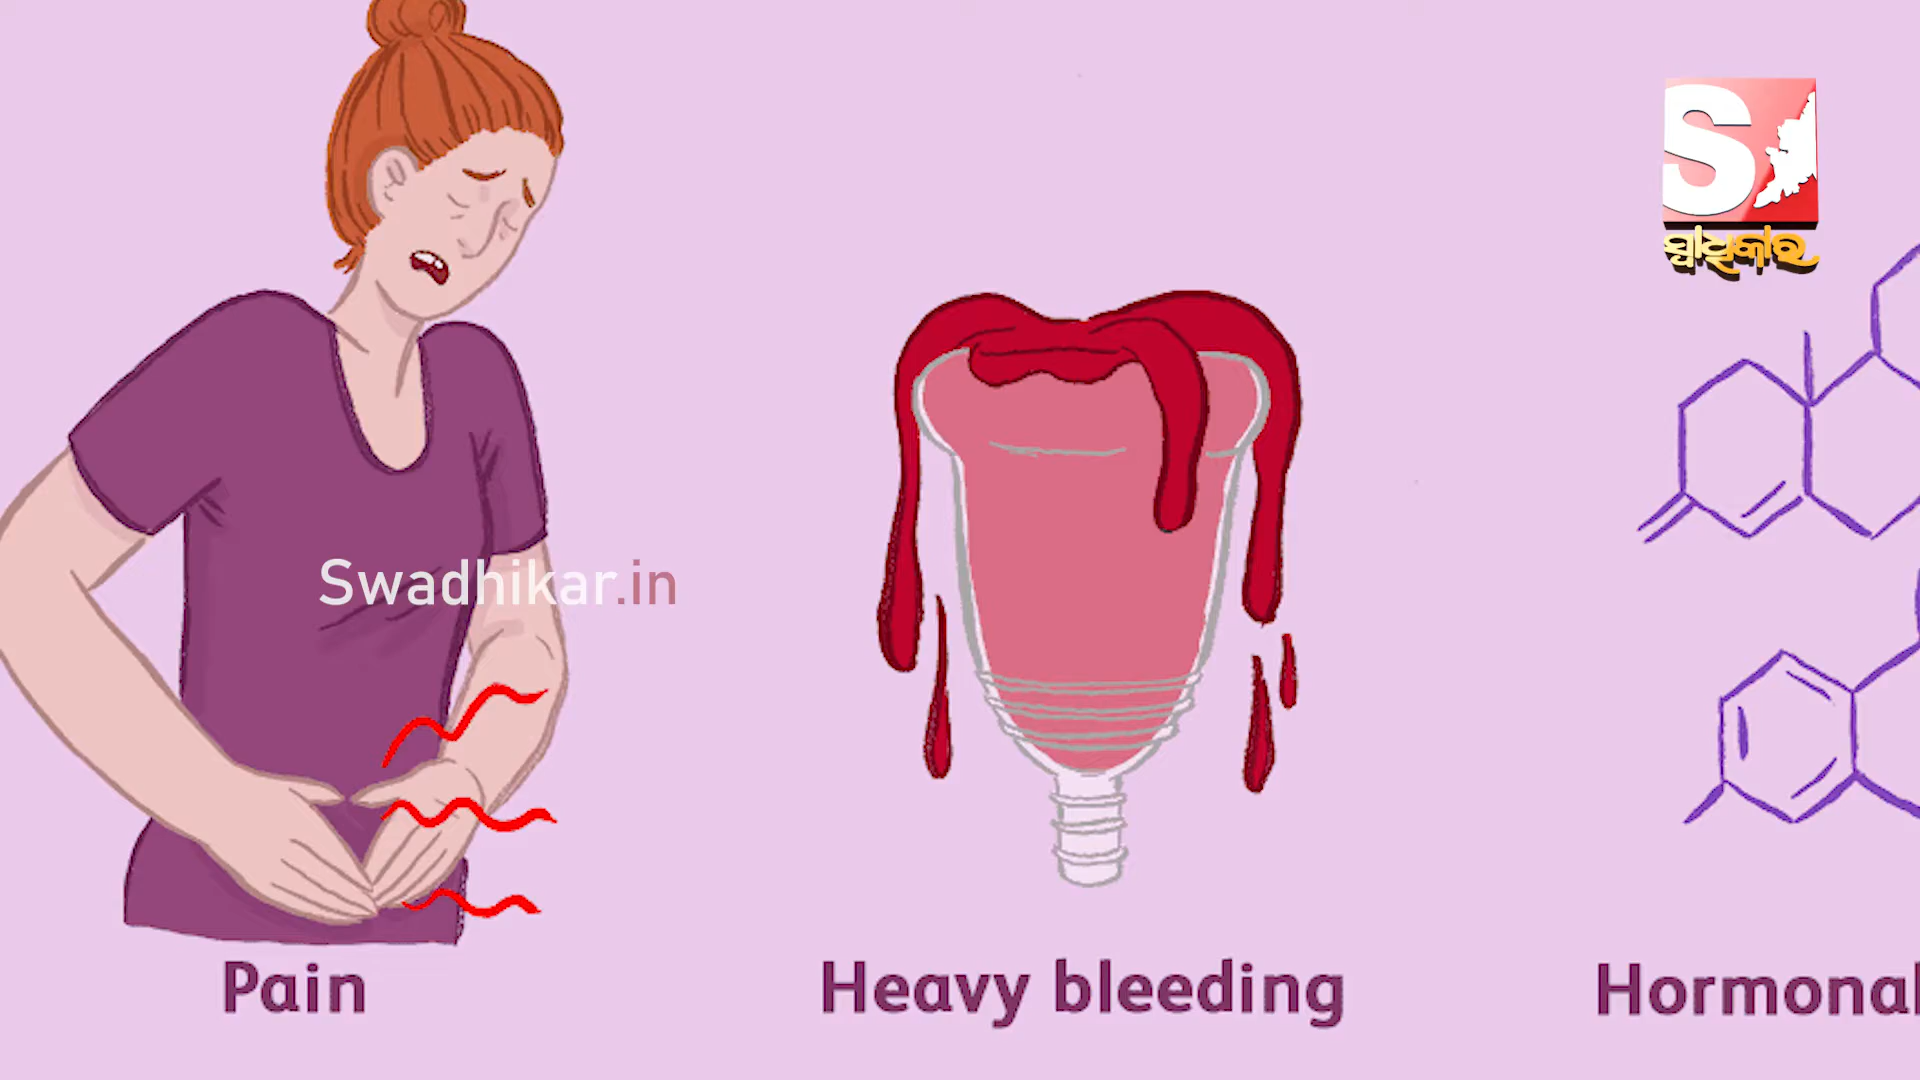 S
ସ୍ୱାଧିକାର
Swadhikar.in
Pain
Heavy bleeding
Hormonal